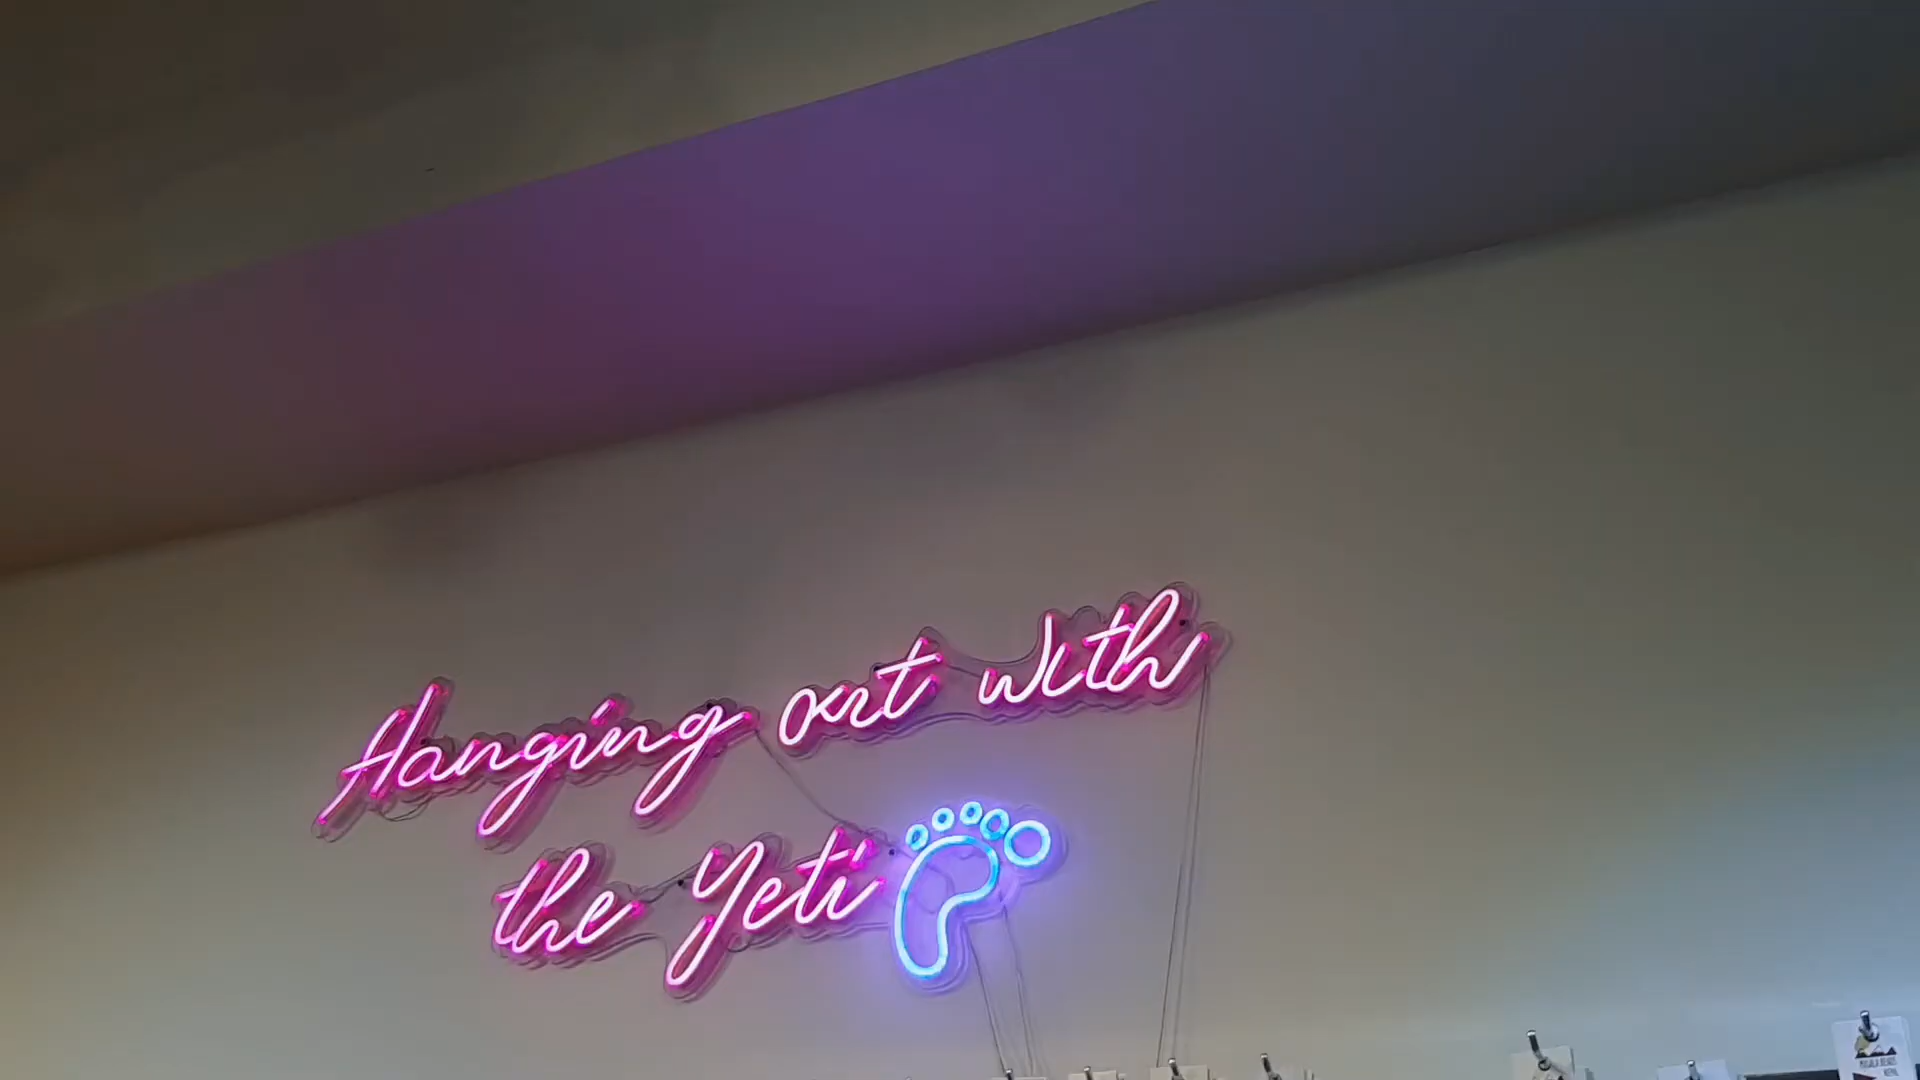 Hanging out with
the Yeti